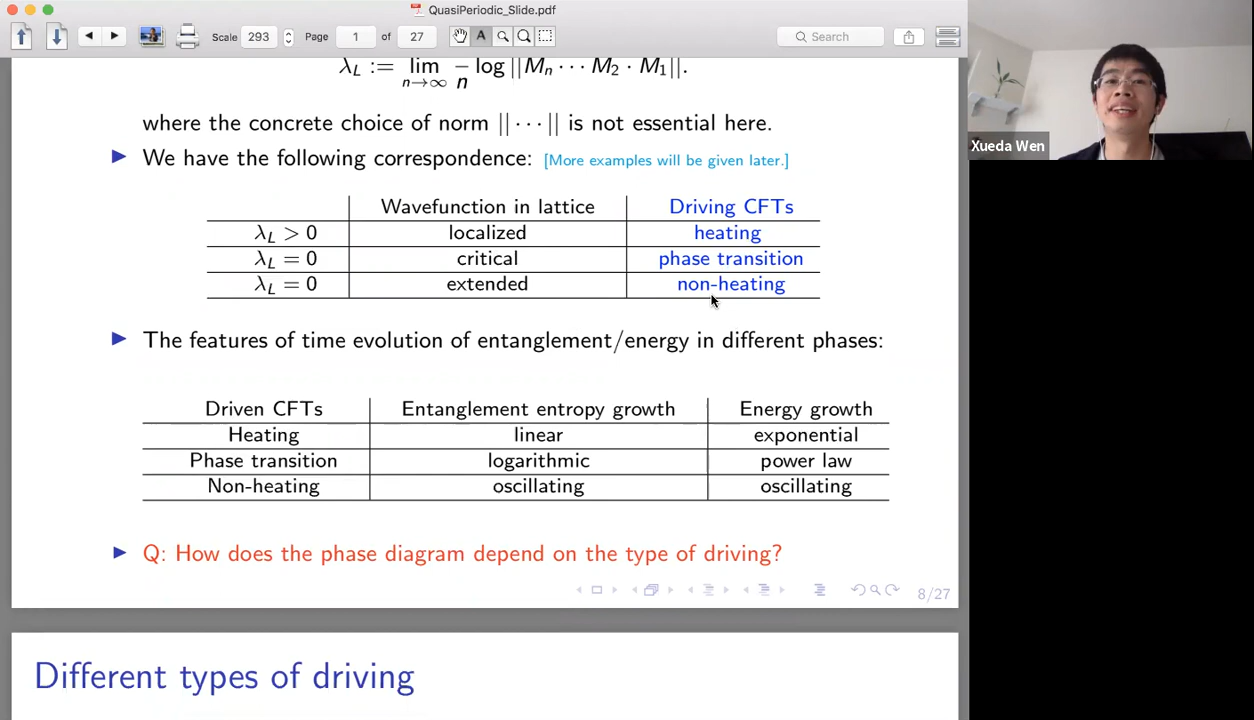 QuasiPeriodic_Slide.pdf
Scale 293 Page 1 of 27 Search
λ_L := lim_{n→∞} – n log ||M_n ··· M_2 · M_1||.
where the concrete choice of norm || ··· || is not essential here.
We have the following correspondence: [More examples will be given later.]
Wavefunction in lattice Driving CFTs
λ_L > 0 localized heating
λ_L = 0 critical phase transition
λ_L = 0 extended non-heating
The features of time evolution of entanglement/energy in different phases:
Driven CFTs Entanglement entropy growth Energy growth
Heating linear exponential
Phase transition logarithmic power law
Non-heating oscillating oscillating
Q: How does the phase diagram depend on the type of driving?
8/27
Different types of driving
Xueda Wen